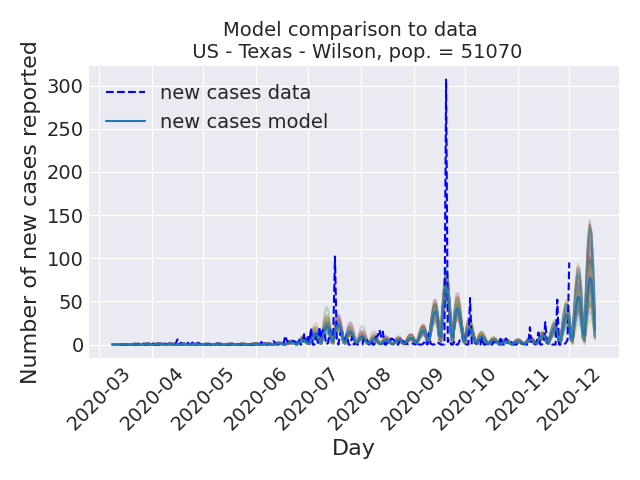 Model comparison to data
US - Texas - Wilson, pop. = 51070
Number of new cases reported
300
250
200
150
100
50
0
new cases data
new cases model
2020-03
2020-04
2020-05
2020-06
2020-07
2020-08
2020-09
2020-10
2020-11
2020-12
Day